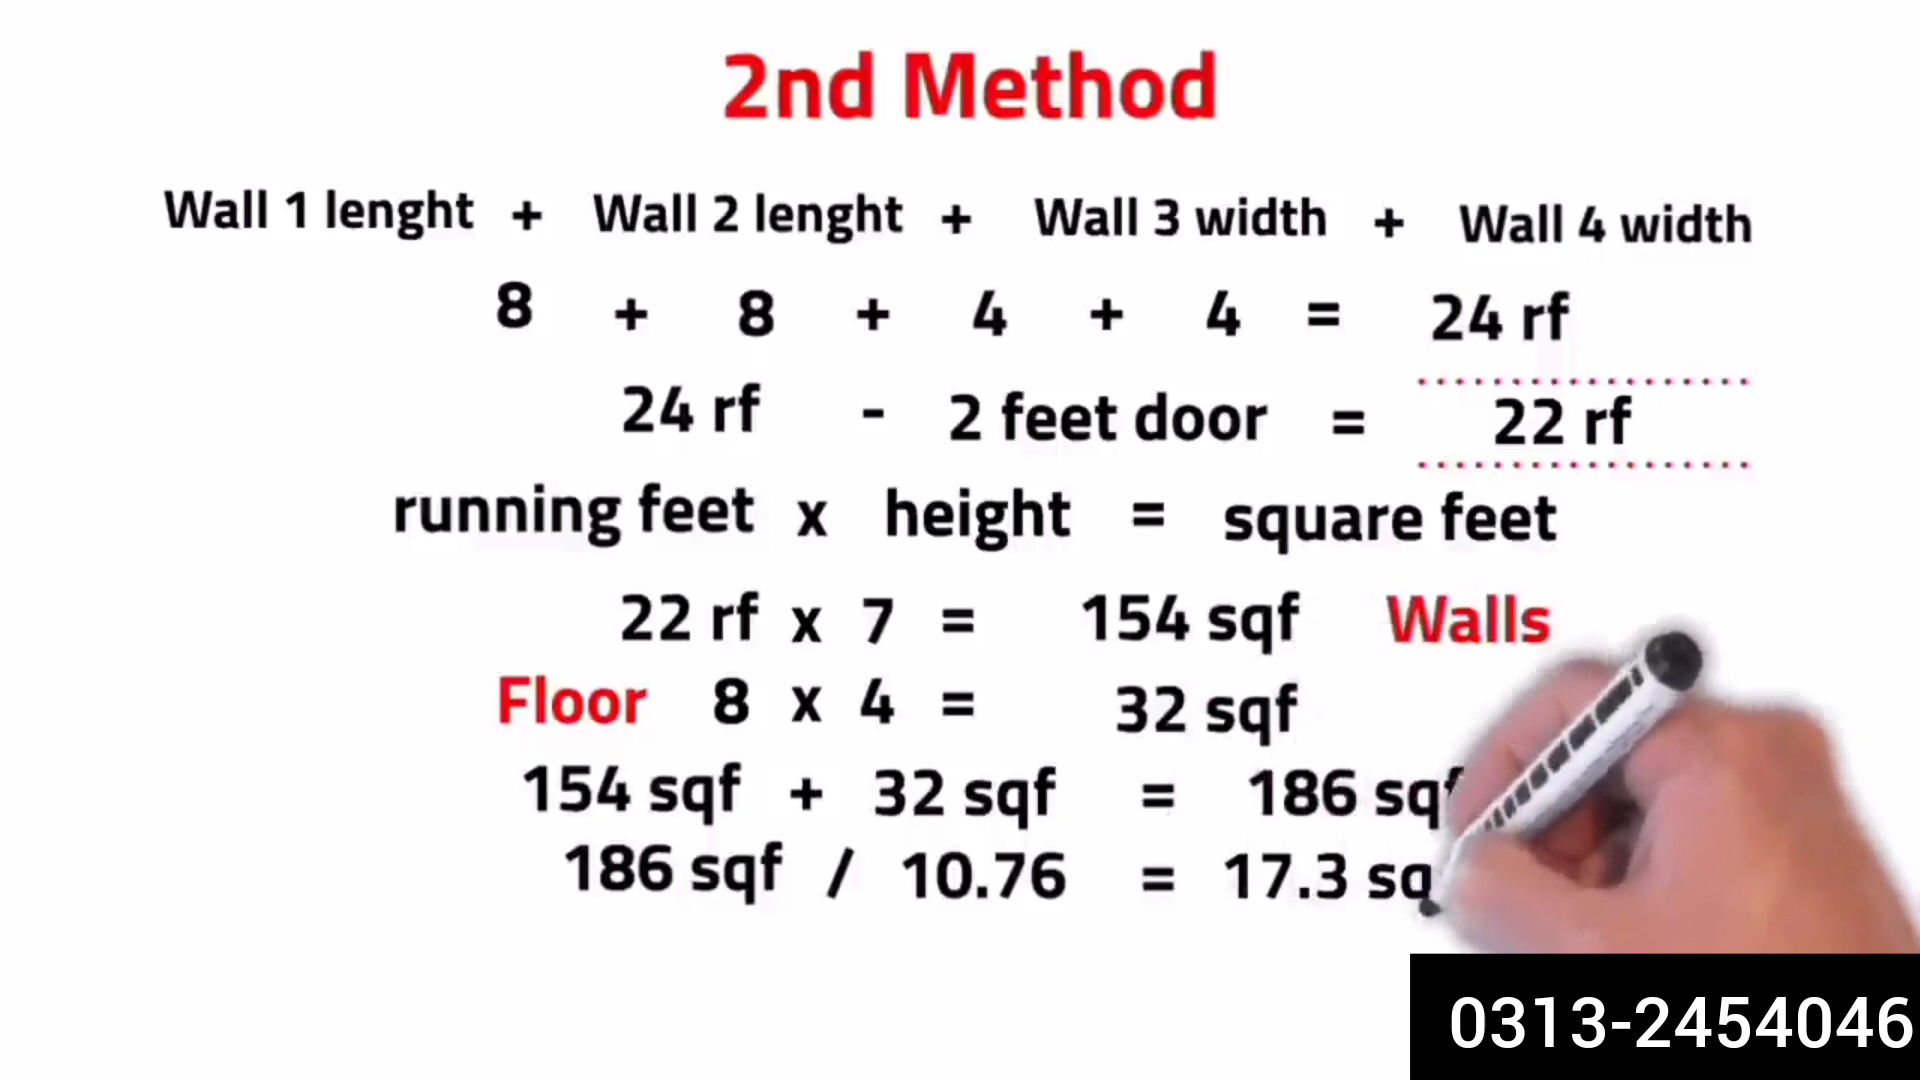 2nd Method
Wall 1 lenght + Wall 2 lenght + Wall 3 width + Wall 4 width
8 + 8 + 4 + 4 = 24 rf
24 rf - 2 feet door = 22 rf
running feet x height = square feet
22 rf x 7 = 154 sqf Walls
Floor 8 x 4 = 32 sqf
154 sqf + 32 sqf = 186 sqf
186 sqf / 10.76 = 17.3 sq
0313-2454046